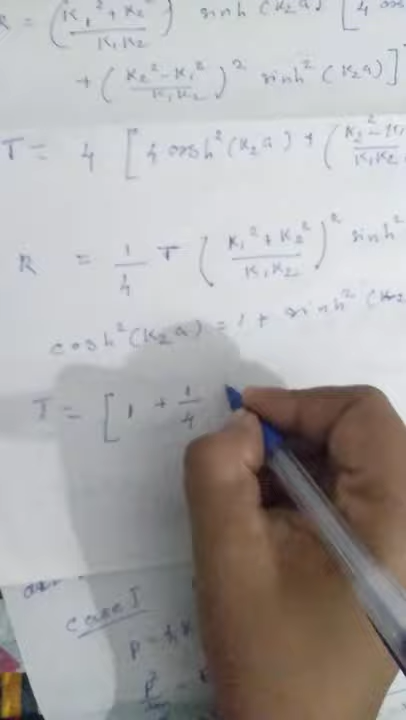 R = (K₁² + K₂² / K₁K₂) sinh (K₂a) [4 cos
+ (K₂² - K₁² / K₁K₂)² sinh² (K₂a)]
T = 4 [4 cosh² (K₂a) + (K₂² - K₁² / K₁K₂
R = 1/4 T (K₁² + K₂² / K₁K₂)² sinh²
cosh² (K₂a) = 1 + sinh² (K₂
T = [1 + 1/4
Case I